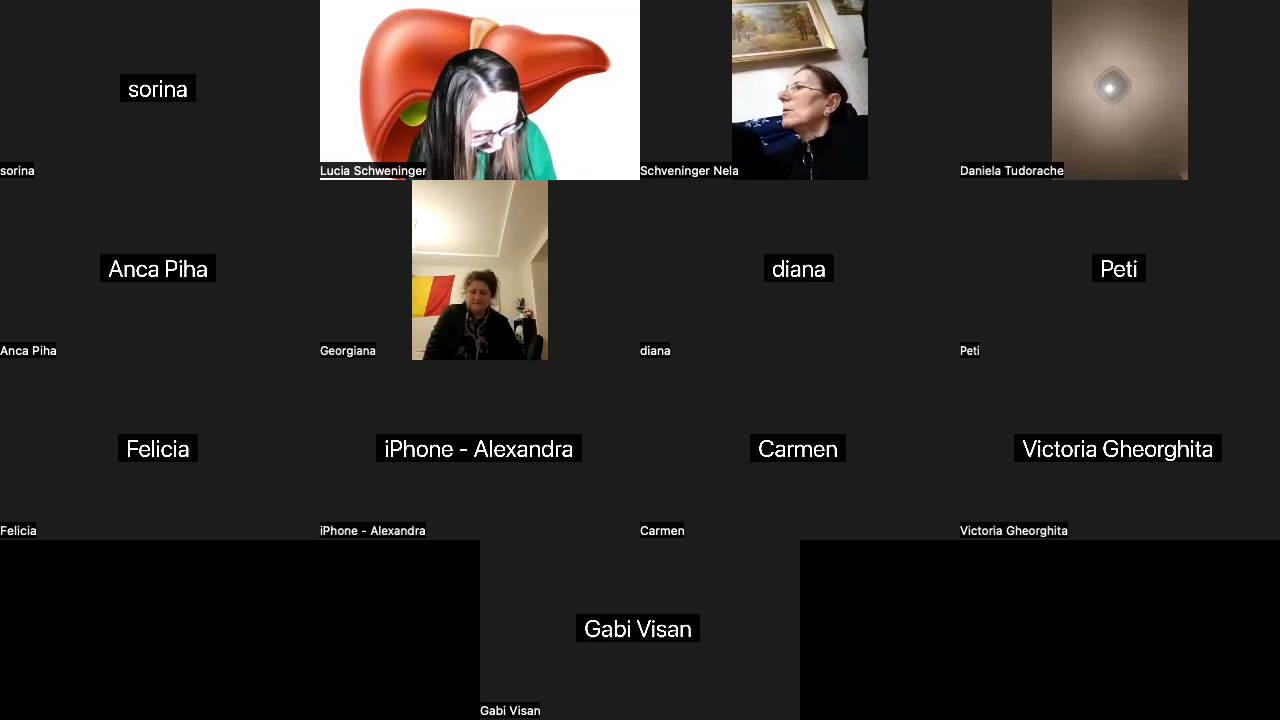 sorina
sorina
Lucia Schweninger
Schveninger Nela
Daniela Tudorache
Anca Piha
diana
Peti
Anca Piha
Georgiana
diana
Peti
Felicia
iPhone - Alexandra
Carmen
Victoria Gheorghita
Felicia
iPhone - Alexandra
Carmen
Victoria Gheorghita
Gabi Visan
Gabi Visan